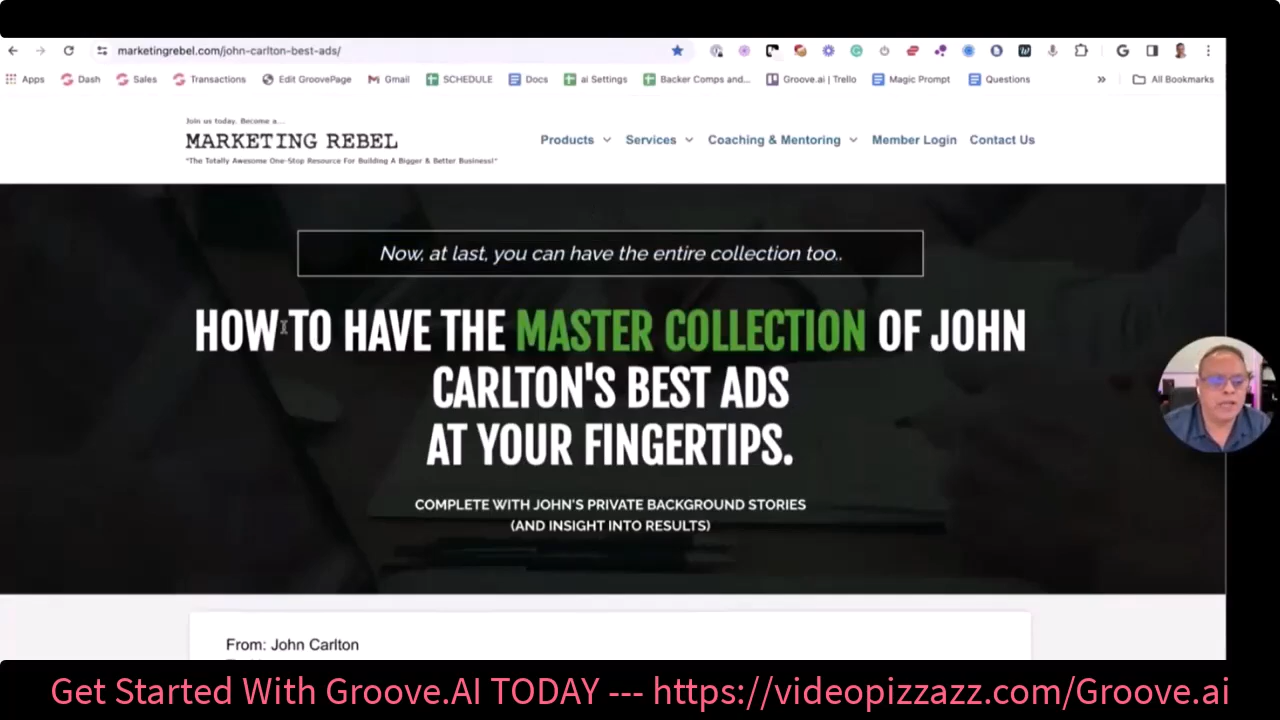 marketingrebel.com/john-carlton-best-ads/
Apps Dash Sales Transactions Edit GroovePage Gmail SCHEDULE Docs ai Settings Backer Comps and... Groove.ai | Trello Magic Prompt Questions » All Bookmarks
Join us today. Become a...
MARKETING REBEL
"The Totally Awesome One-Stop Resource For Building A Bigger & Better Business!"
Products Services Coaching & Mentoring Member Login Contact Us
Now, at last, you can have the entire collection too..
HOW TO HAVE THE MASTER COLLECTION OF JOHN
CARLTON'S BEST ADS
AT YOUR FINGERTIPS.
COMPLETE WITH JOHN'S PRIVATE BACKGROUND STORIES
(AND INSIGHT INTO RESULTS)
From: John Carlton
Get Started With Groove.AI TODAY --- https://videopizzazz.com/Groove.ai